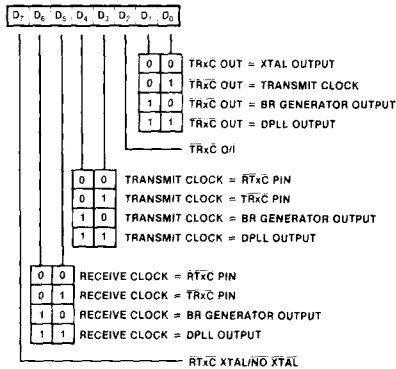 D7 D6 D5 D4 D3 D2 D1 D0
0 0 TRxC OUT = XTAL OUTPUT
0 1 TRxC OUT = TRANSMIT CLOCK
1 0 TRxC OUT = BR GENERATOR OUTPUT
1 1 TRxC OUT = DPLL OUTPUT
TRxC O/I
0 0 TRANSMIT CLOCK = RTxC PIN
0 1 TRANSMIT CLOCK = TRxC PIN
1 0 TRANSMIT CLOCK = BR GENERATOR OUTPUT
1 1 TRANSMIT CLOCK = DPLL OUTPUT
0 0 RECEIVE CLOCK = RTxC PIN
0 1 RECEIVE CLOCK = TRxC PIN
1 0 RECEIVE CLOCK = BR GENERATOR OUTPUT
1 1 RECEIVE CLOCK = DPLL OUTPUT
RTxC XTAL/NO XTAL